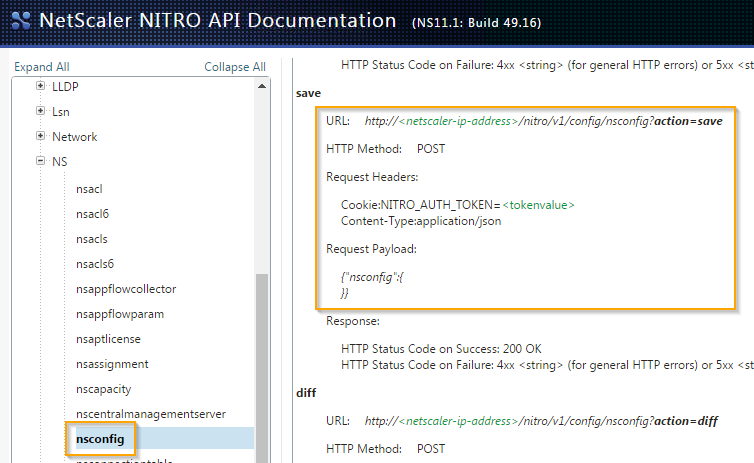 NetScaler NITRO API Documentation (NS11.1: Build 49.16)
Expand All Collapse All
LLDP
Lsn
Network
NS
nsacl
nsacl6
nsacls
nsacls6
nsappflowcollector
nsappflowparam
nsaptlicense
nsassignment
nscapacity
nscentralmanagementserver
nsconfig
HTTP Status Code on Failure: 4xx <string> (for general HTTP errors) or 5xx <st
save
URL: http://<netscaler-ip-address>/nitro/v1/config/nsconfig?action=save
HTTP Method: POST
Request Headers:
Cookie:NITRO_AUTH_TOKEN=<tokenvalue>
Content-Type:application/json
Request Payload:
{"nsconfig":{
}}
Response:
HTTP Status Code on Success: 200 OK
HTTP Status Code on Failure: 4xx <string> (for general HTTP errors) or 5xx <st
diff
URL: http://<netscaler-ip-address>/nitro/v1/config/nsconfig?action=diff
HTTP Method: POST